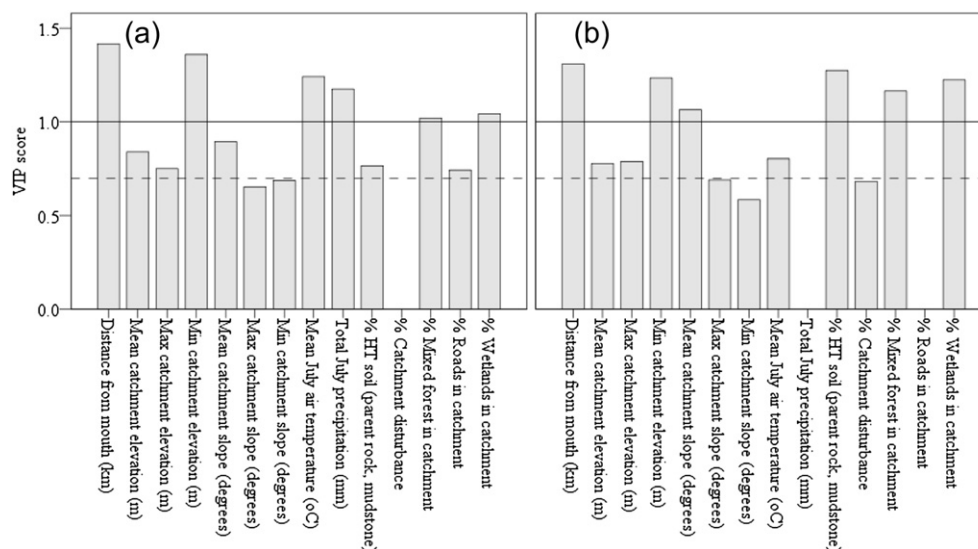 (a)
(b)
VIP score
1.5
1.0
0.5
0.0
Distance from mouth (km)
Mean catchment elevation (m)
Max catchment elevation (m)
Min catchment elevation (m)
Mean catchment slope (degrees)
Max catchment slope (degrees)
Min catchment slope (degrees)
Mean July air temperature (oC)
Total July precipitation (mm)
% HT soil (parent rock, mudstone)
% Catchment disturbance
% Mixed forest in catchment
% Roads in catchment
% Wetlands in catchment
Distance from mouth (km)
Mean catchment elevation (m)
Max catchment elevation (m)
Min catchment elevation (m)
Mean catchment slope (degrees)
Max catchment slope (degrees)
Min catchment slope (degrees)
Mean July air temperature (oC)
Total July precipitation (mm)
% HT soil (parent rock, mudstone)
% Catchment disturbance
% Mixed forest in catchment
% Roads in catchment
% Wetlands in catchment